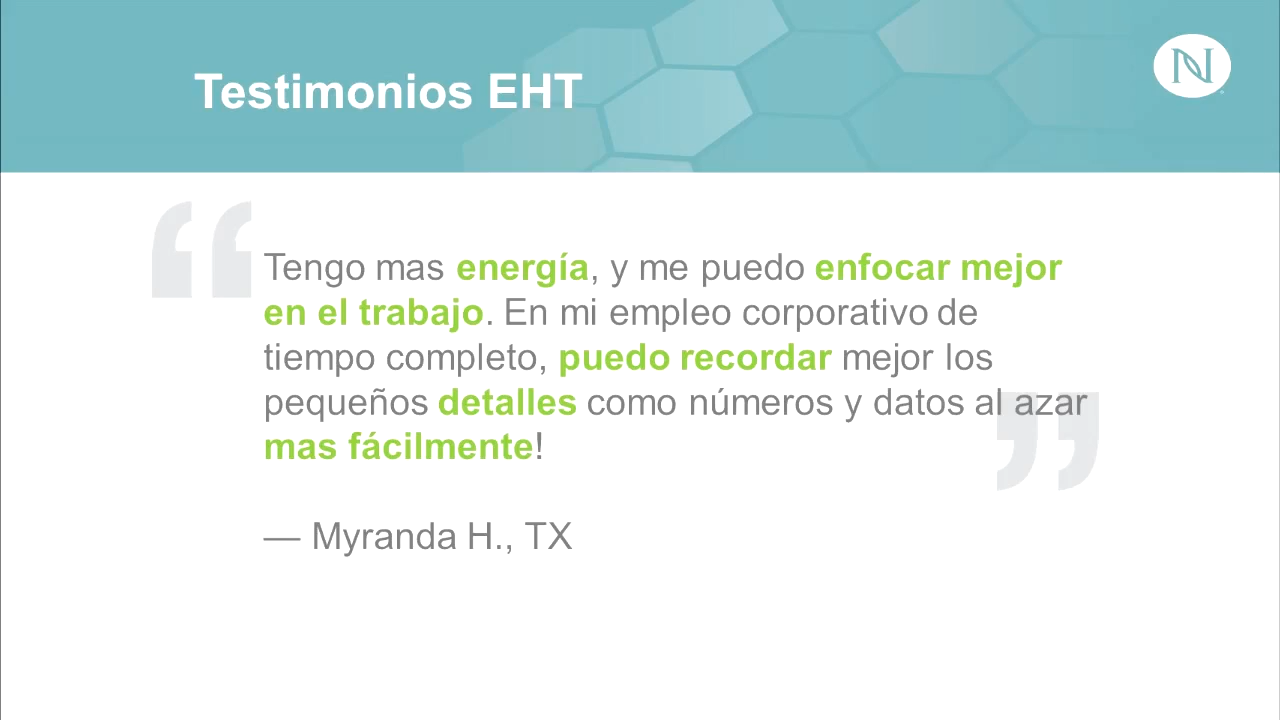 Testimonios EHT
N
“
Tengo mas energía, y me puedo enfocar mejor
en el trabajo. En mi empleo corporativo de
tiempo completo, puedo recordar mejor los
pequeños detalles como números y datos al azar
mas fácilmente!
”
— Myranda H., TX